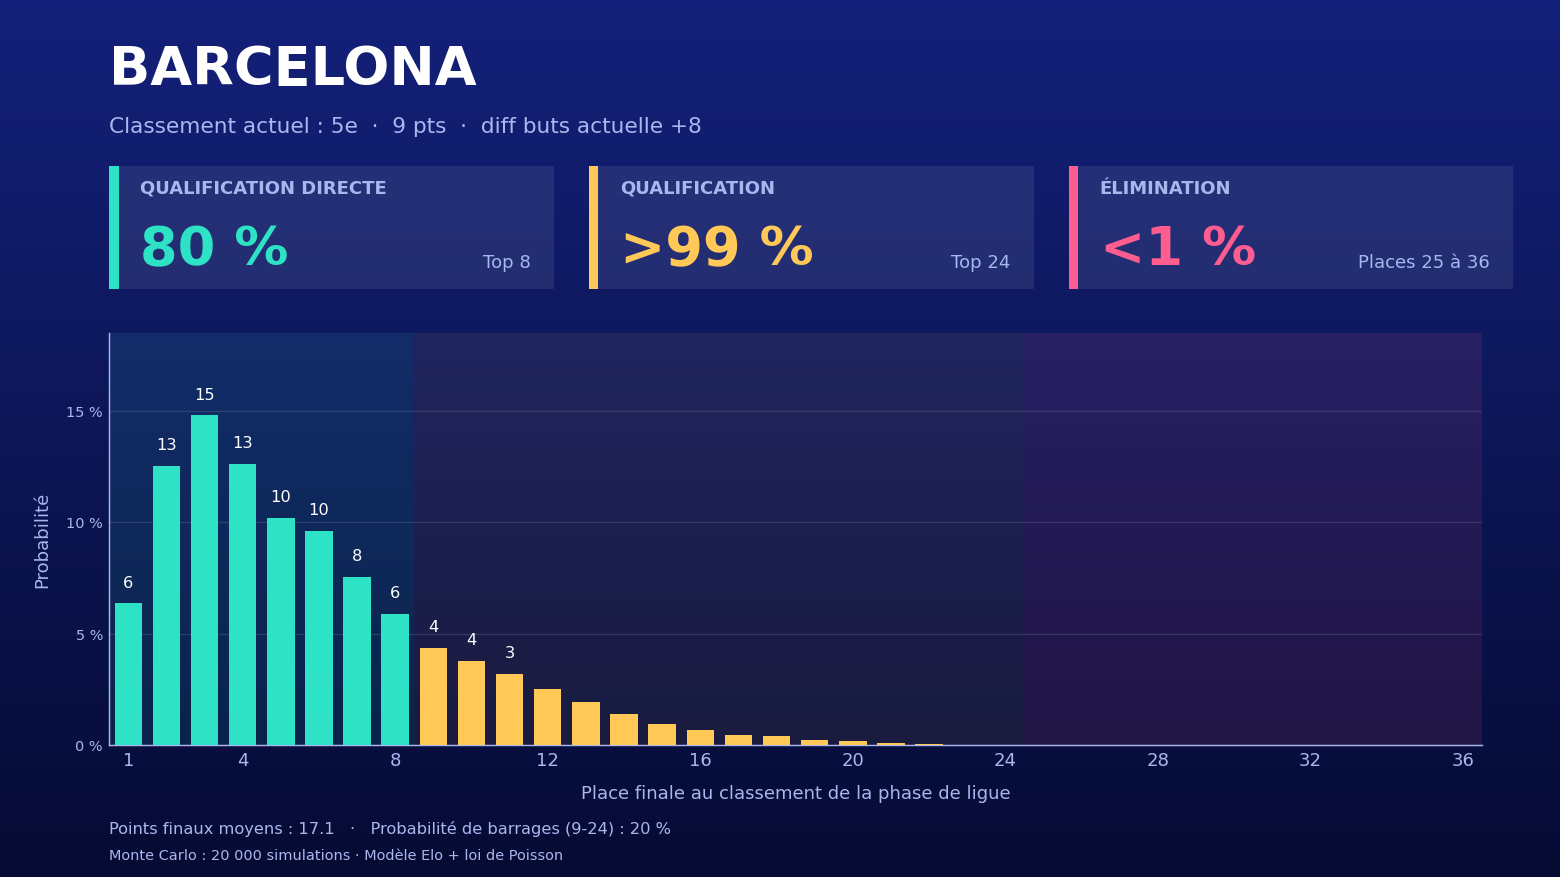 BARCELONA
Classement actuel : 5e · 9 pts · diff buts actuelle +8
QUALIFICATION DIRECTE
80 %
Top 8
QUALIFICATION
>99 %
Top 24
ÉLIMINATION
<1 %
Places 25 à 36
Probabilité
15 %
10 %
5 %
0 %
6
13
15
13
10
10
8
6
4
4
3
1 4 8 12 16 20 24 28 32 36
Place finale au classement de la phase de ligue
Points finaux moyens : 17.1 · Probabilité de barrages (9-24) : 20 %
Monte Carlo : 20 000 simulations · Modèle Elo + loi de Poisson